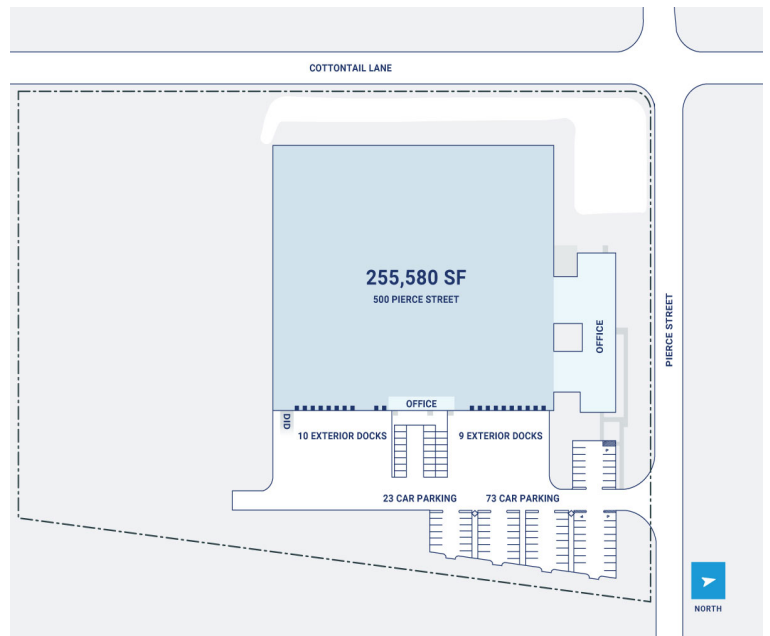 COTTONTAIL LANE
255,580 SF
500 PIERCE STREET
OFFICE
PIERCE STREET
OFFICE
DID
10 EXTERIOR DOCKS
9 EXTERIOR DOCKS
23 CAR PARKING
73 CAR PARKING
NORTH